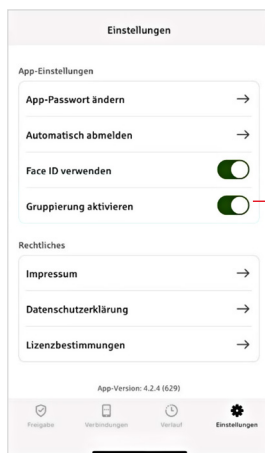 Einstellungen
App-Einstellungen
App-Passwort ändern
Automatisch abmelden
Face ID verwenden
Gruppierung aktivieren
Rechtliches
Impressum
Datenschutzerklärung
Lizenzbestimmungen
App-Version: 4.2.4 (629)
Freigabe Verbindungen Verlauf Einstellungen